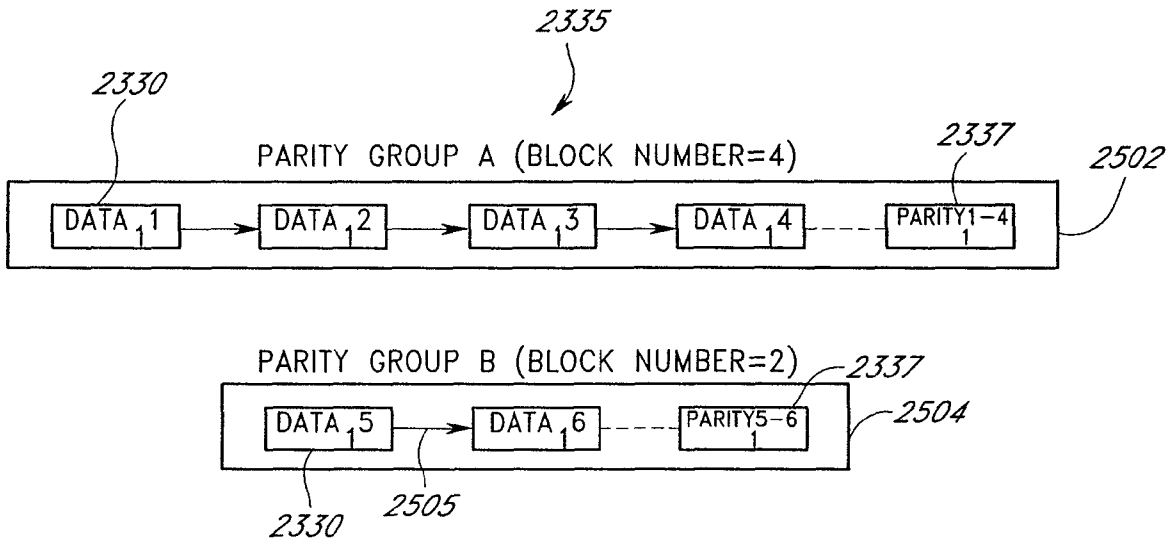 2335
2330
PARITY GROUP A (BLOCK NUMBER=4)
2337
2502
DATA 1 1
DATA 1 2
DATA 1 3
DATA 1 4
PARITY1-4
1
PARITY GROUP B (BLOCK NUMBER=2)
2337
DATA 1 5
DATA 1 6
PARITY5-6
1
2504
2330
2505